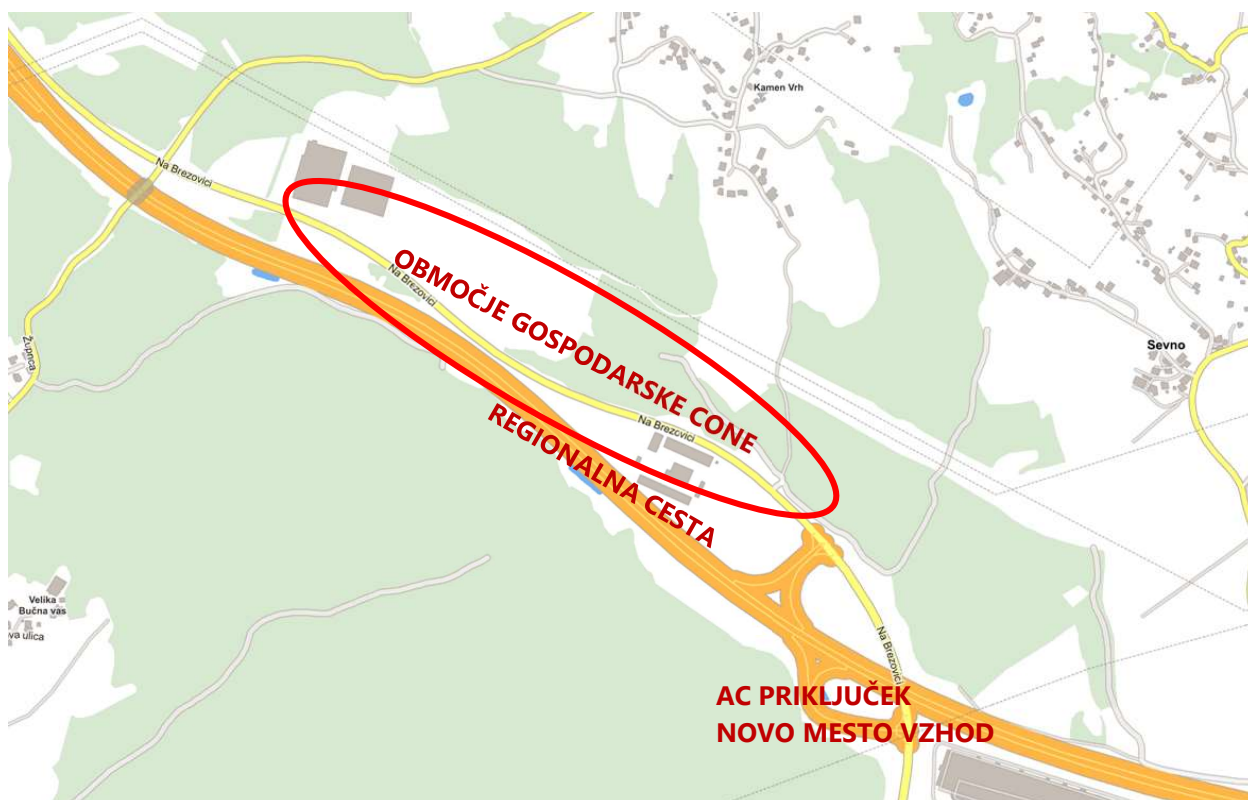 Kamen Vrh
Na Brezovici
OBMOČJE GOSPODARSKE CONE
Na Brezovici
Župnca
Sevno
Na Brezovici
REGIONALNA CESTA
Velika
Bučna vas
va ulica
Na Brezovici
AC PRIKLJUČEK
NOVO MESTO VZHOD